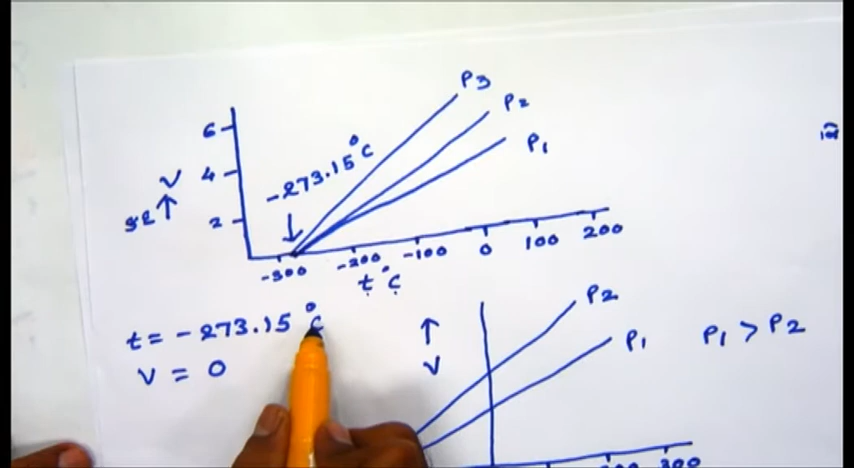 P3
P2
P1
-273.15°C
6
4
2
V
-300 -200 -100 0 100 200
t°C
t = -273.15°C
V = 0
V
P2
P1
P1 > P2
300